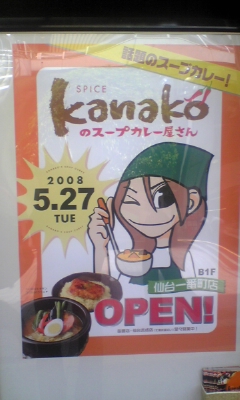 話題のスープカレー!
SPICE
kanako
のスープカレー屋さん
2008
5.27
TUE
B1F
仙台一番町店
OPEN!